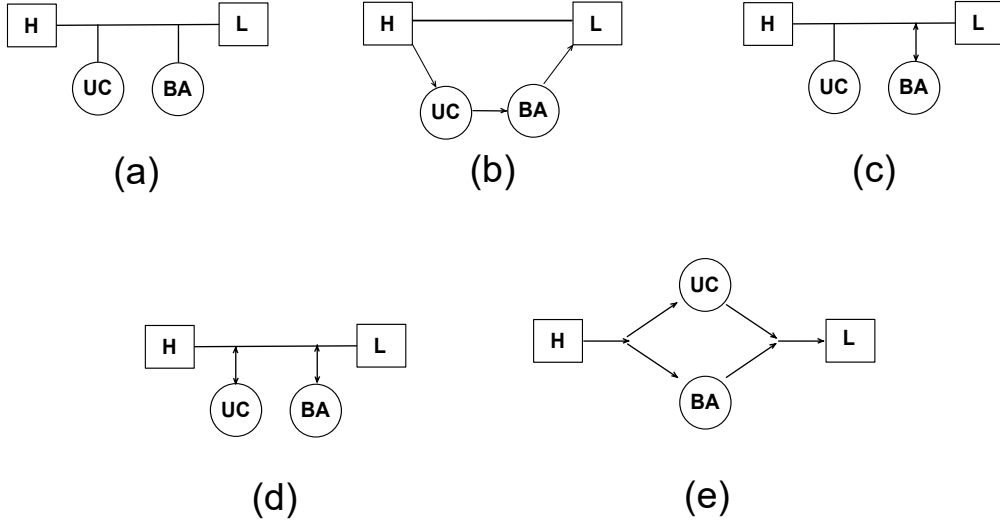 H L H L H L
UC BA UC BA UC BA
(a) (b) (c)
H L H UC L
UC BA BA
(d) (e)